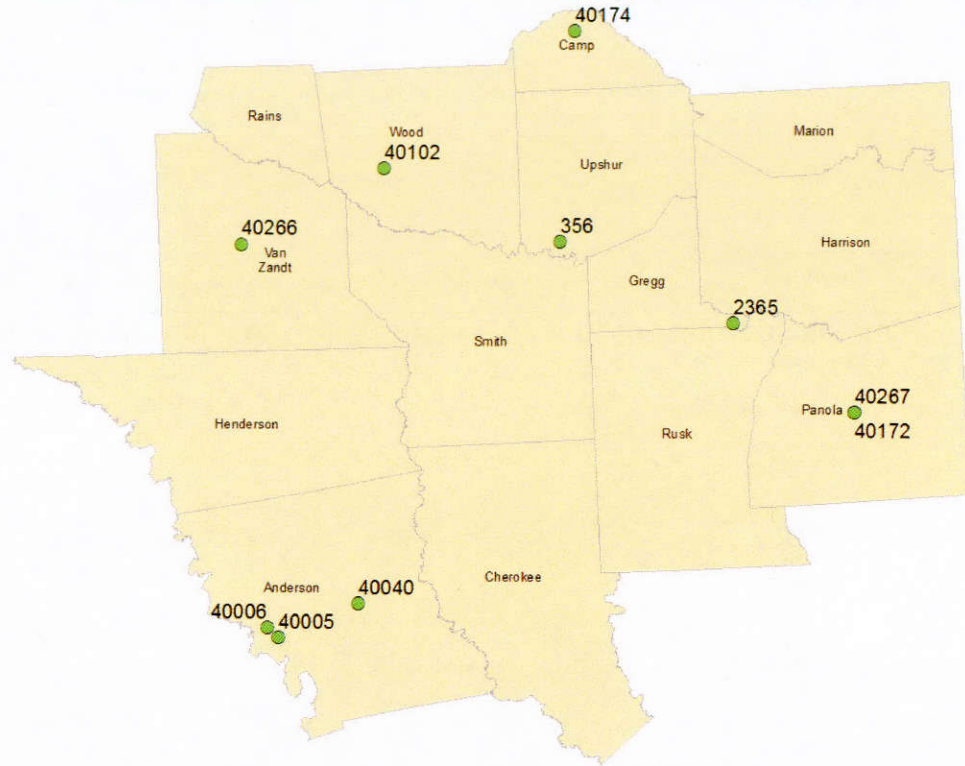 40174
Camp
Rains
Wood
40102
Marion
Upshur
40266
Van
Zandt
356
Harrison
Gregg
2365
Smith
40267
Panola
40172
Henderson
Rusk
Cherokee
Anderson
40040
40006
40005